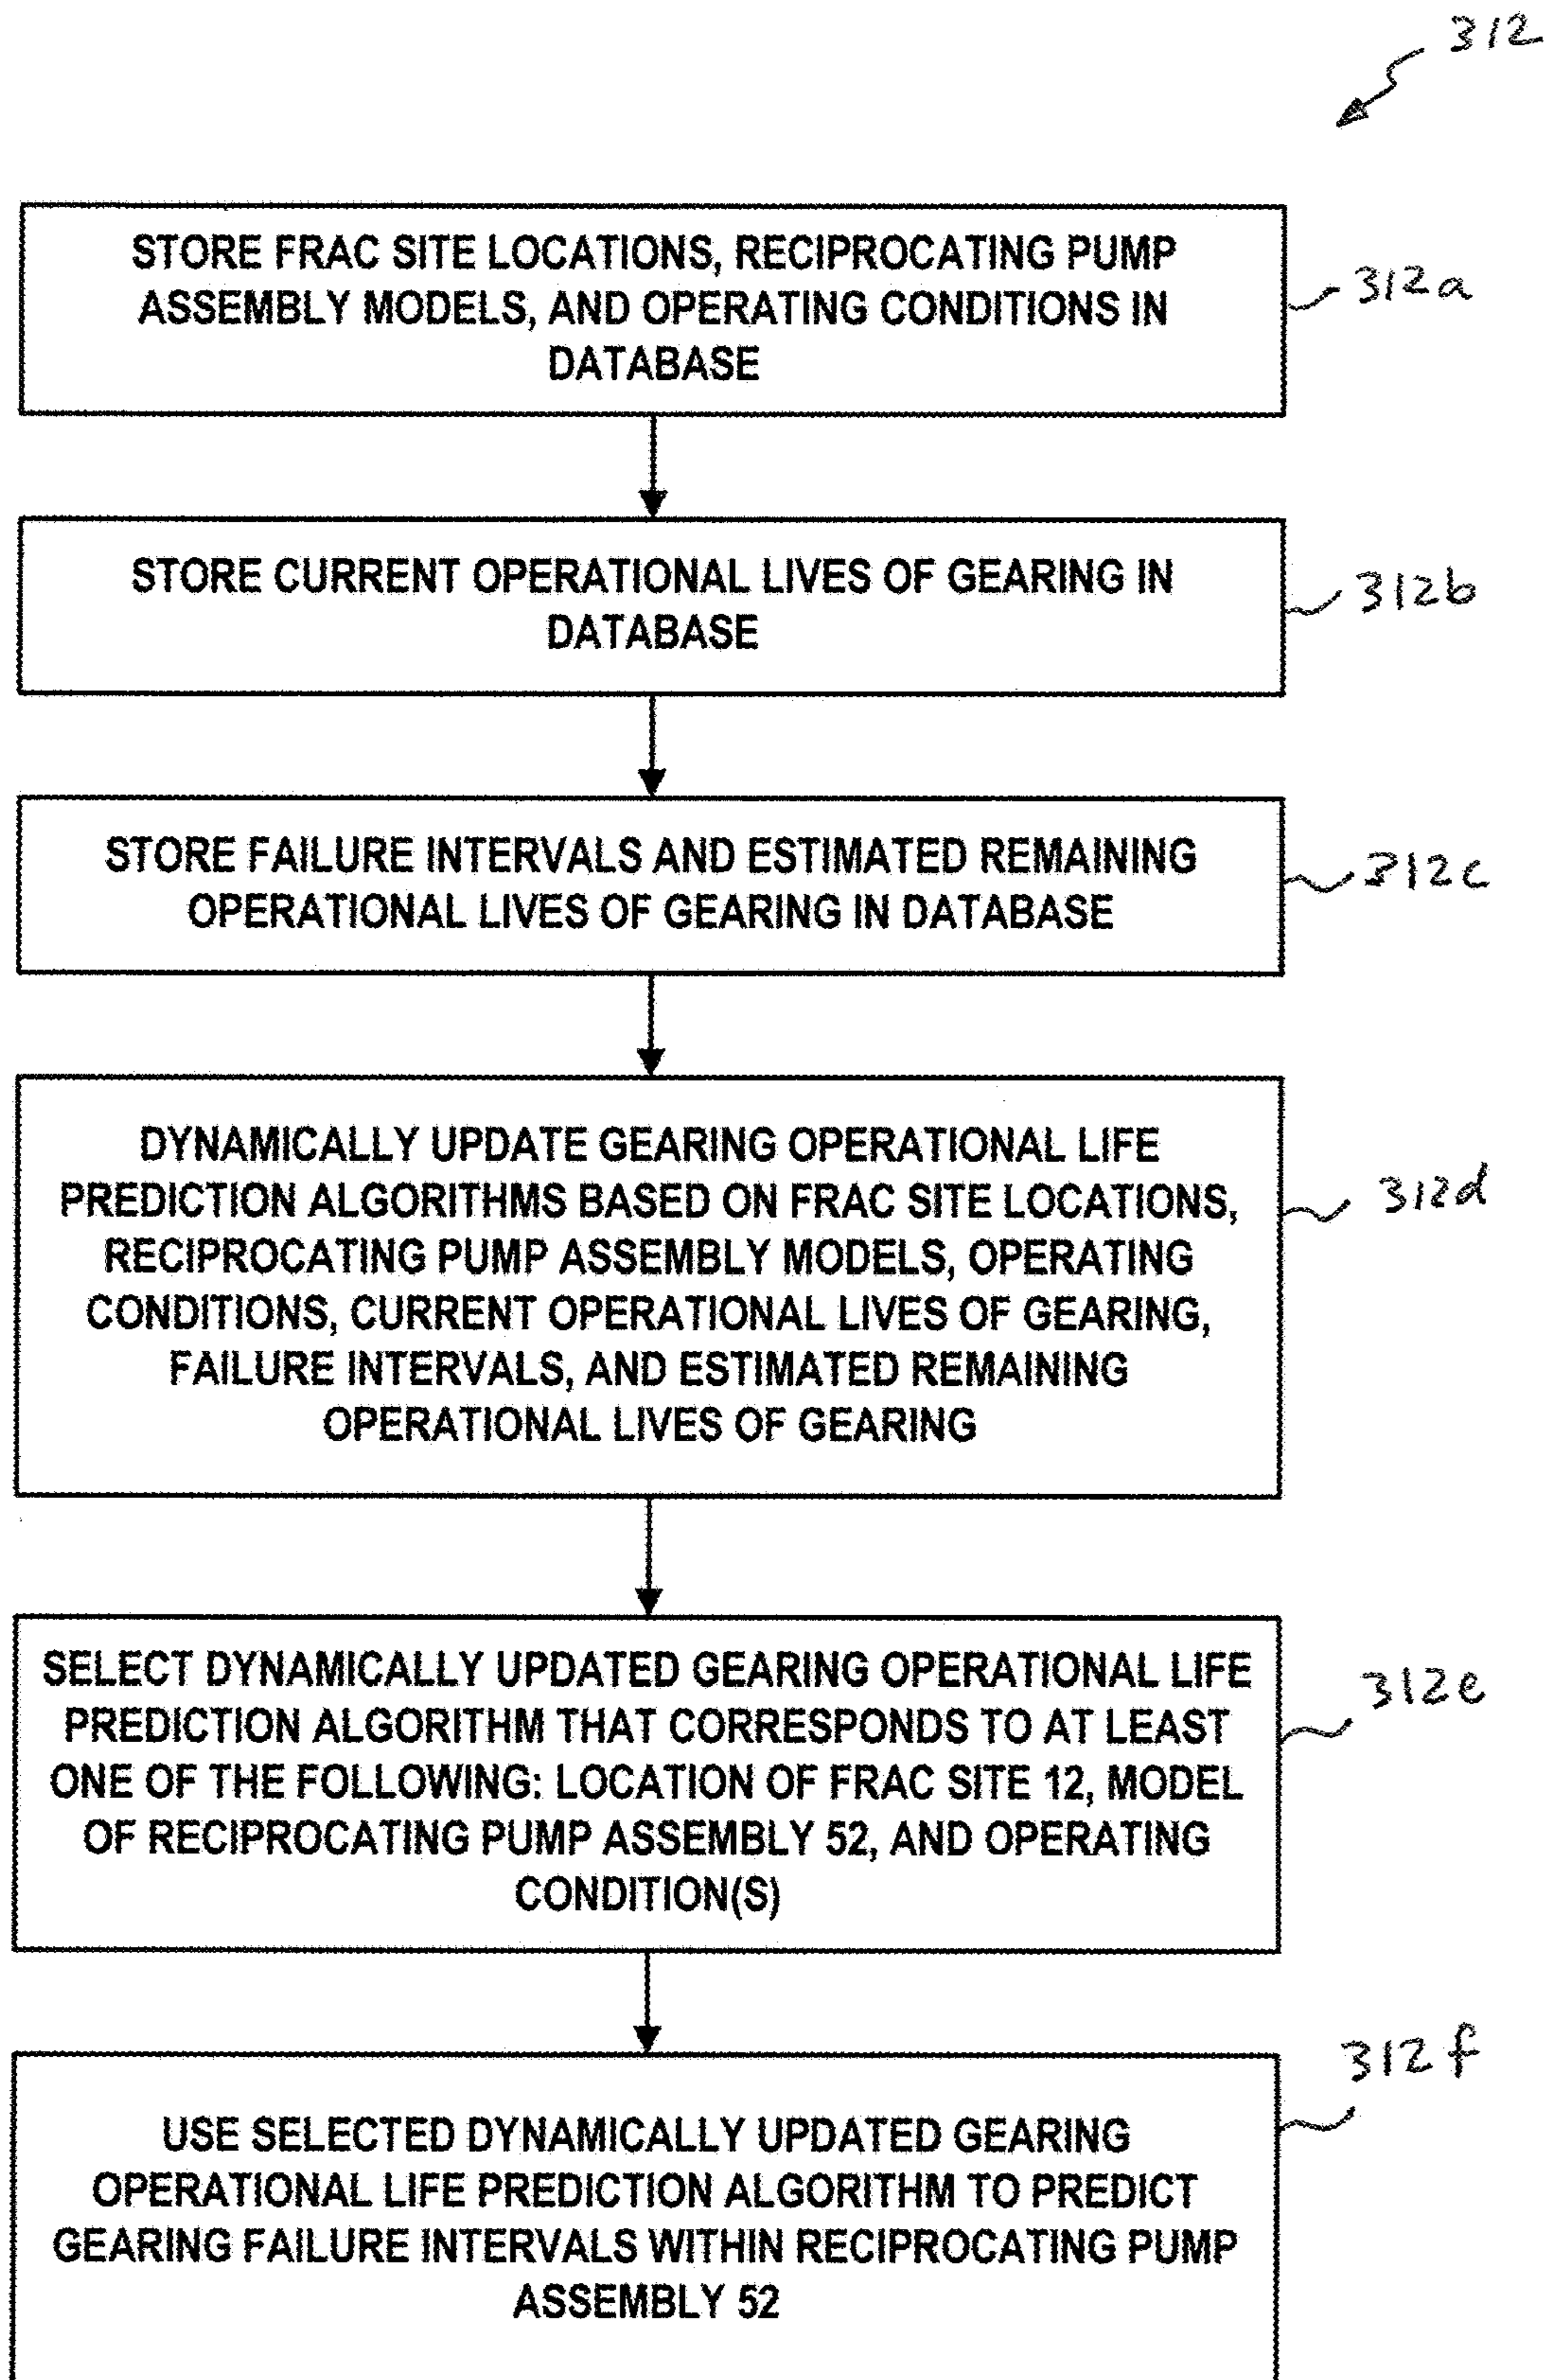 312
STORE FRAC SITE LOCATIONS, RECIPROCATING PUMP
ASSEMBLY MODELS, AND OPERATING CONDITIONS IN
DATABASE
312a
STORE CURRENT OPERATIONAL LIVES OF GEARING IN
DATABASE
312b
STORE FAILURE INTERVALS AND ESTIMATED REMAINING
OPERATIONAL LIVES OF GEARING IN DATABASE
312c
DYNAMICALLY UPDATE GEARING OPERATIONAL LIFE
PREDICTION ALGORITHMS BASED ON FRAC SITE LOCATIONS,
RECIPROCATING PUMP ASSEMBLY MODELS, OPERATING
CONDITIONS, CURRENT OPERATIONAL LIVES OF GEARING,
FAILURE INTERVALS, AND ESTIMATED REMAINING
OPERATIONAL LIVES OF GEARING
312d
SELECT DYNAMICALLY UPDATED GEARING OPERATIONAL LIFE
PREDICTION ALGORITHM THAT CORRESPONDS TO AT LEAST
ONE OF THE FOLLOWING: LOCATION OF FRAC SITE 12, MODEL
OF RECIPROCATING PUMP ASSEMBLY 52, AND OPERATING
CONDITION(S)
312e
USE SELECTED DYNAMICALLY UPDATED GEARING
OPERATIONAL LIFE PREDICTION ALGORITHM TO PREDICT
GEARING FAILURE INTERVALS WITHIN RECIPROCATING PUMP
ASSEMBLY 52
312f